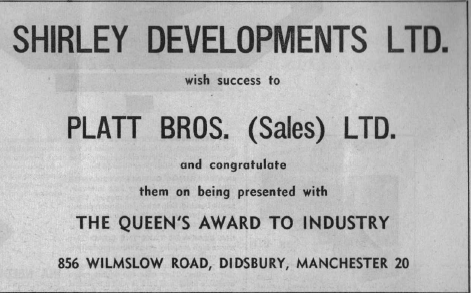 SHIRLEY DEVELOPMENTS LTD.
wish success to
PLATT BROS. (Sales) LTD.
and congratulate
them on being presented with
THE QUEEN'S AWARD TO INDUSTRY
856 WILMSLOW ROAD, DIDSBURY, MANCHESTER 20